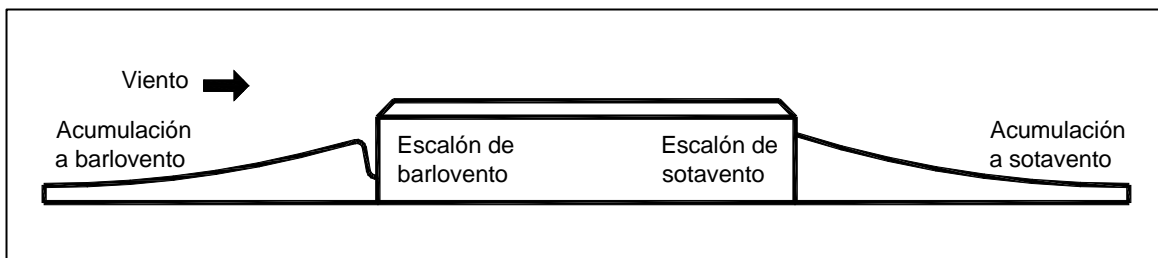 Viento
Acumulación
a barlovento
Escalón de
barlovento
Escalón de
sotavento
Acumulación
a sotavento